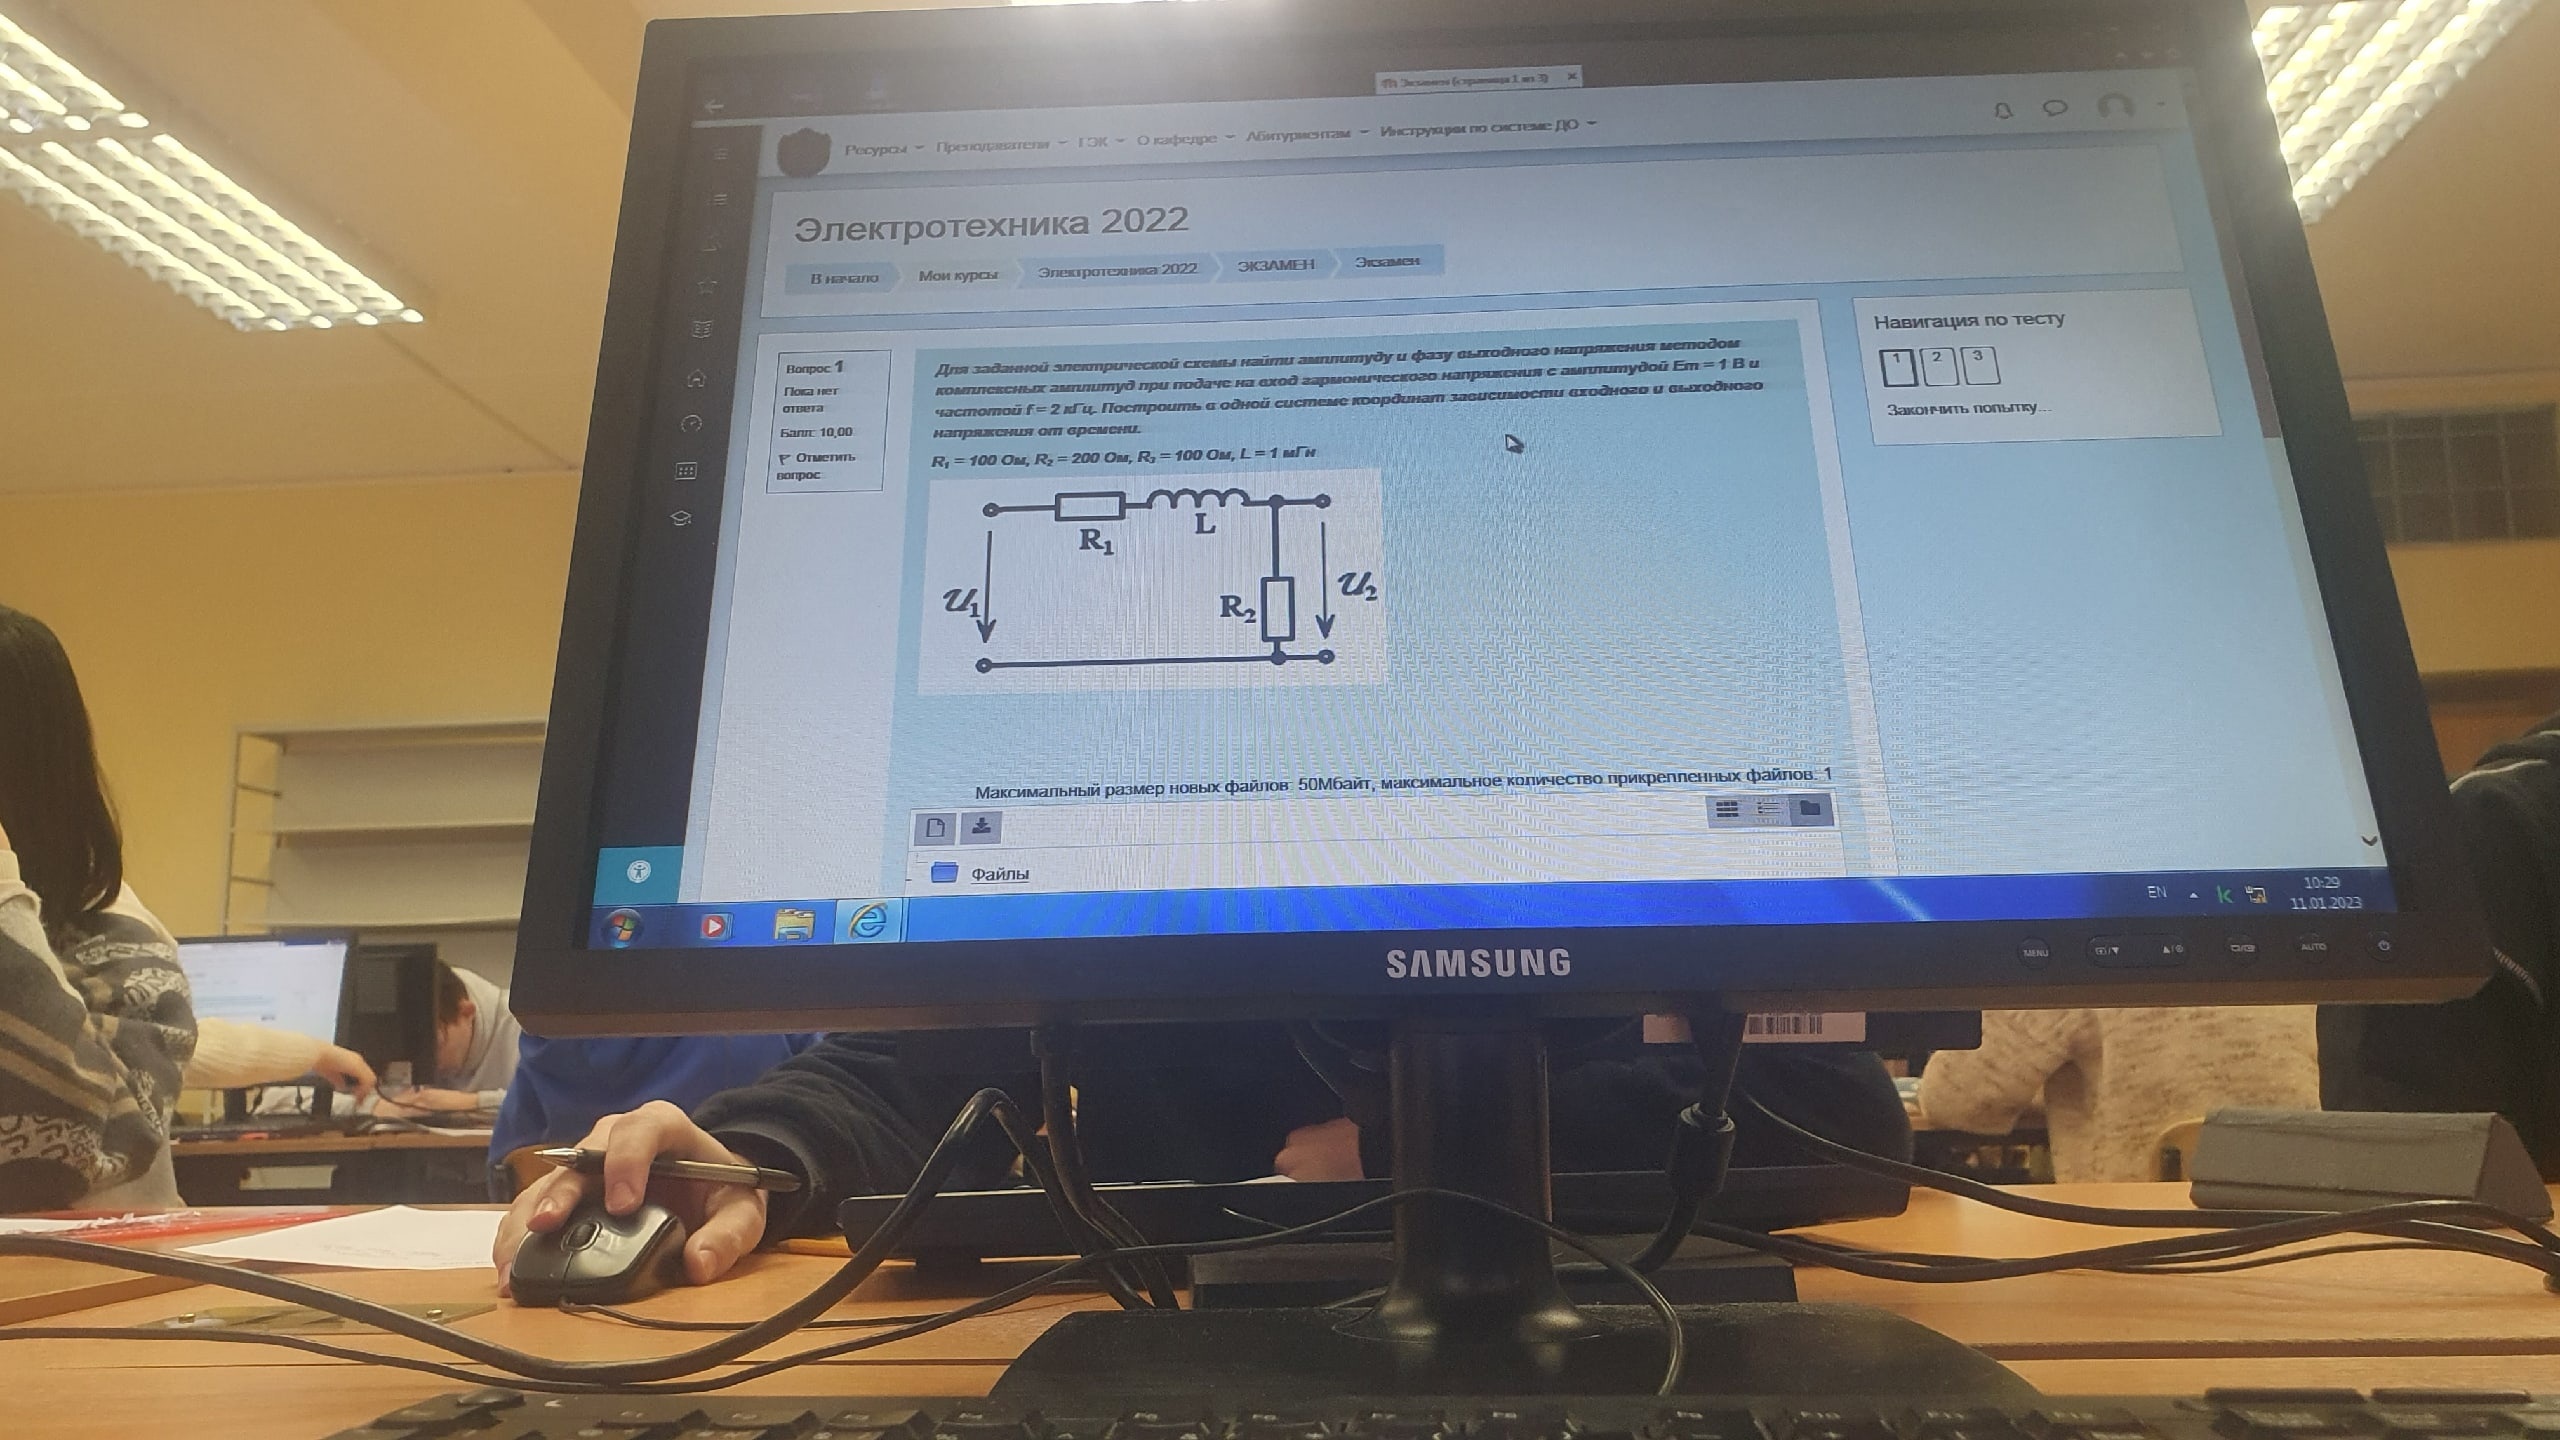 Экзамен (страница 1 из 3)
Ресурсы Преподаватели ГЭК О кафедре Абитуриентам Инструкции по системе ДО
Электротехника 2022
В начало Мои курсы Электротехника 2022 ЭКЗАМЕН Экзамен
Вопрос 1
Пока нет
ответа
Балл: 10,00
Отметить
вопрос
Для заданной электрической схемы найти амплитуду и фазу выходного напряжения методом
комплексных амплитуд при подаче на вход гармонического напряжения с амплитудой Em = 1 В и
частотой f = 2 кГц. Построить в одной системе координат зависимости входного и выходного
напряжения от времени.
R₁ = 100 Ом, R₂ = 200 Ом, R₃ = 100 Ом, L = 1 мГн
R₁
L
U₁
R₂
U₂
Максимальный размер новых файлов: 50Мбайт, максимальное количество прикрепленных файлов: 1
Файлы
Навигация по тесту
1 2 3
Закончить попытку...
EN
10:29
11.01.2023
SAMSUNG
MENU
AUTO